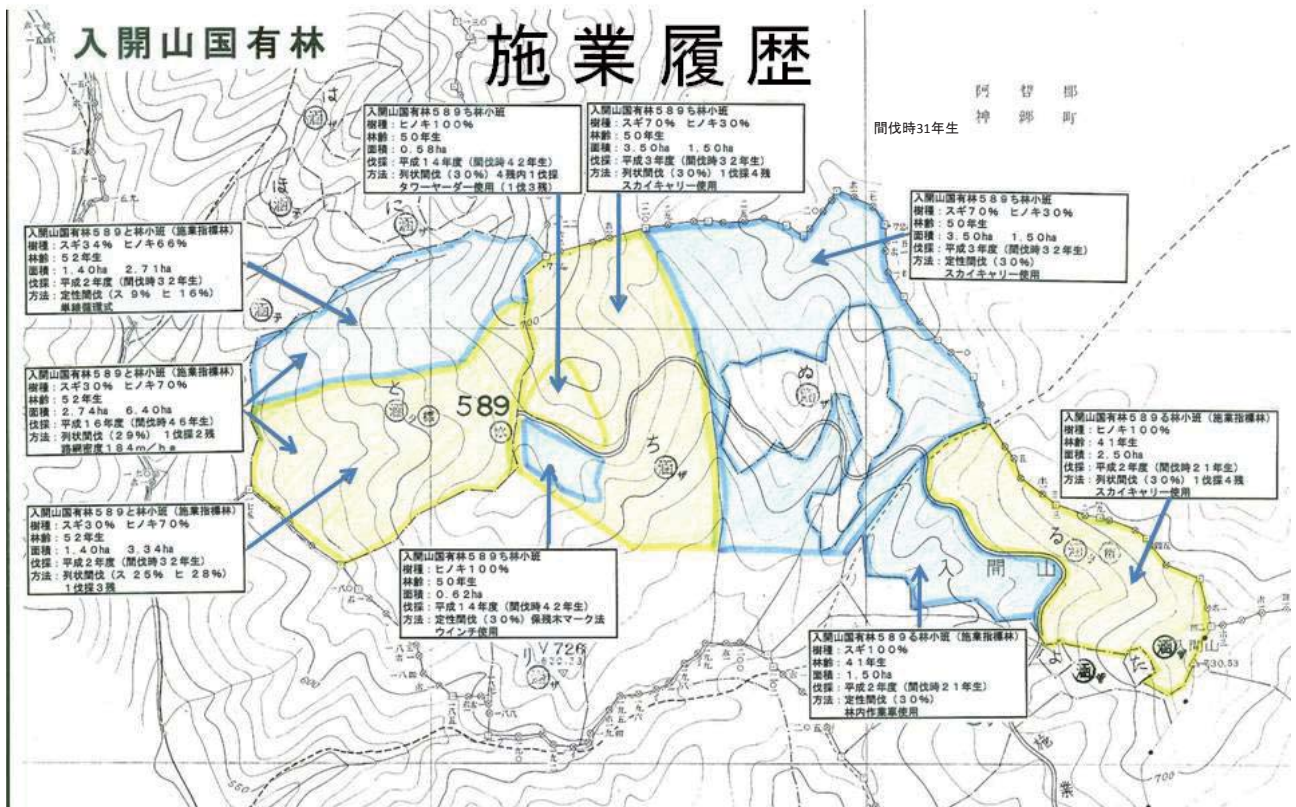 入開山国有林
施業履歴
阿哲郡
神郷町
間伐時31年生
入開山国有林589ち林小班
樹種：ヒノキ100%
林齢：50年生
面積：0.58ha
伐採：平成14年度（間伐時42年生）
方法：列状間伐（30%）4残内1伐採
タワーヤーダー使用（1伐3残）
入開山国有林589ち林小班
樹種：スギ70% ヒノキ30%
林齢：50年生
面積：3.50ha 1.50ha
伐採：平成3年度（間伐時32年生）
方法：列状間伐（30%）1伐採4残
スカイキャリー使用
入開山国有林589ち林小班
樹種：スギ70% ヒノキ30%
林齢：50年生
面積：3.50ha 1.50ha
伐採：平成3年度（間伐時32年生）
方法：定性間伐（30%）
スカイキャリー使用
入開山国有林589と林小班（施業指標林）
樹種：スギ34% ヒノキ66%
林齢：52年生
面積：1.40ha 2.71ha
伐採：平成2年度（間伐時32年生）
方法：定性間伐（ス 9% ヒ 16%）
単線循環式
入開山国有林589と林小班（施業指標林）
樹種：スギ30% ヒノキ70%
林齢：52年生
面積：2.74ha 6.40ha
伐採：平成16年度（間伐時46年生）
方法：列状間伐（29%） 1伐採2残
路網密度184m/ha
入開山国有林589と林小班（施業指標林）
樹種：スギ30% ヒノキ70%
林齢：52年生
面積：1.40ha 3.34ha
伐採：平成2年度（間伐時32年生）
方法：列状間伐（ス 25% ヒ 28%）
1伐採3残
入開山国有林589ち林小班
樹種：ヒノキ100%
林齢：50年生
面積：0.62ha
伐採：平成14年度（間伐時42年生）
方法：定性間伐（30%）保残木マーク法
ウインチ使用
入開山国有林589る林小班（施業指標林）
樹種：ヒノキ100%
林齢：41年生
面積：2.50ha
伐採：平成2年度（間伐時21年生）
方法：列状間伐（30%）1伐採4残
スカイキャリー使用
入開山国有林589る林小班（施業指標林）
樹種：スギ100%
林齢：41年生
面積：1.50ha
伐採：平成2年度（間伐時21年生）
方法：定性間伐（30%）
林内作業車使用
は
ほ
に
と
589
ち
ぬ
る
入開山
726
730.53
700
700
600
550